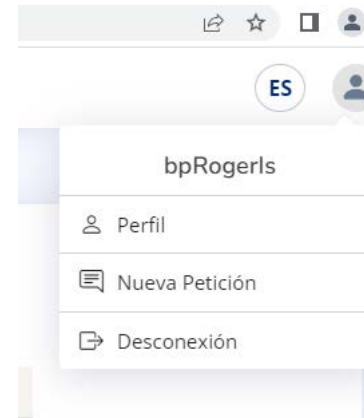 ES
bpRogerls
Perfil
Nueva Petición
Desconexión